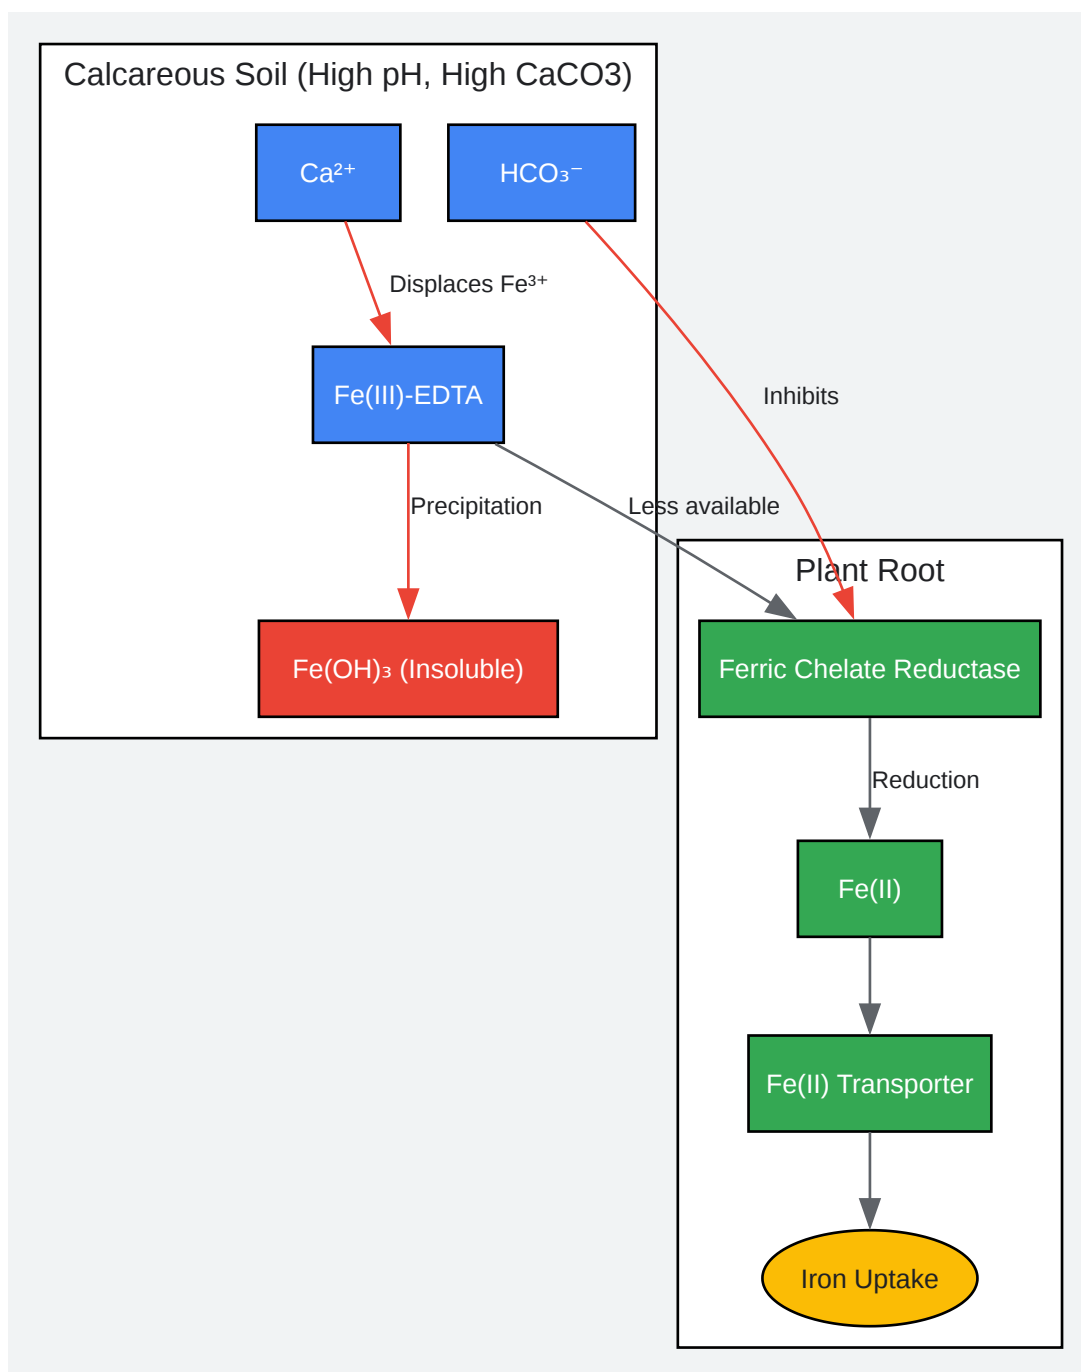 Calcareous Soil (High pH, High CaCO3)
Ca²⁺
HCO₃⁻
Displaces Fe³⁺
Fe(III)-EDTA
Inhibits
Precipitation
Less available
Plant Root
Fe(OH)₃ (Insoluble)
Ferric Chelate Reductase
Reduction
Fe(II)
Fe(II) Transporter
Iron Uptake